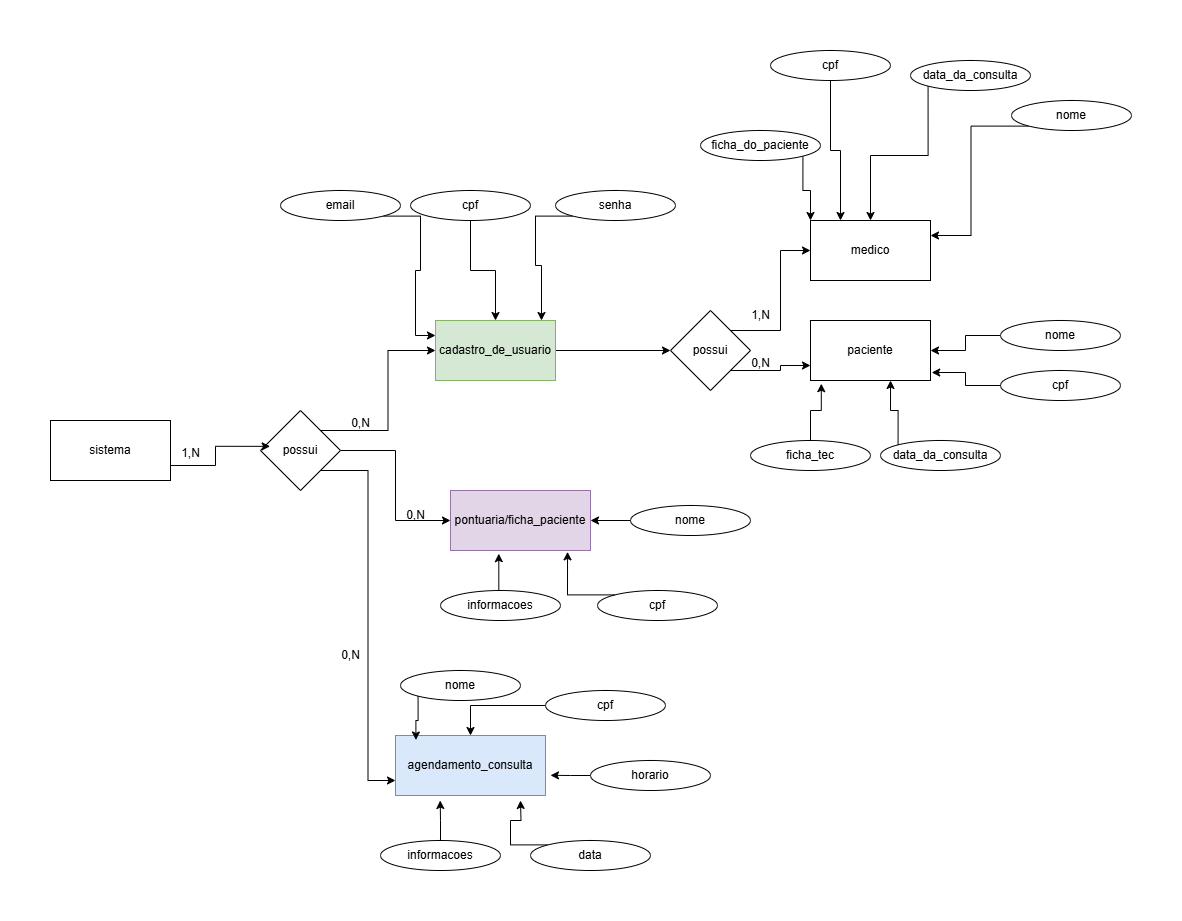 cpf
data_da_consulta
nome
ficha_do_paciente
email
cpf
senha
medico
1,N
cadastro_de_usuario
possui
paciente
nome
0,N
cpf
0,N
sistema
1,N
possui
ficha_tec
data_da_consulta
0,N
pontuaria/ficha_paciente
nome
informacoes
cpf
0,N
nome
cpf
agendamento_consulta
horario
informacoes
data